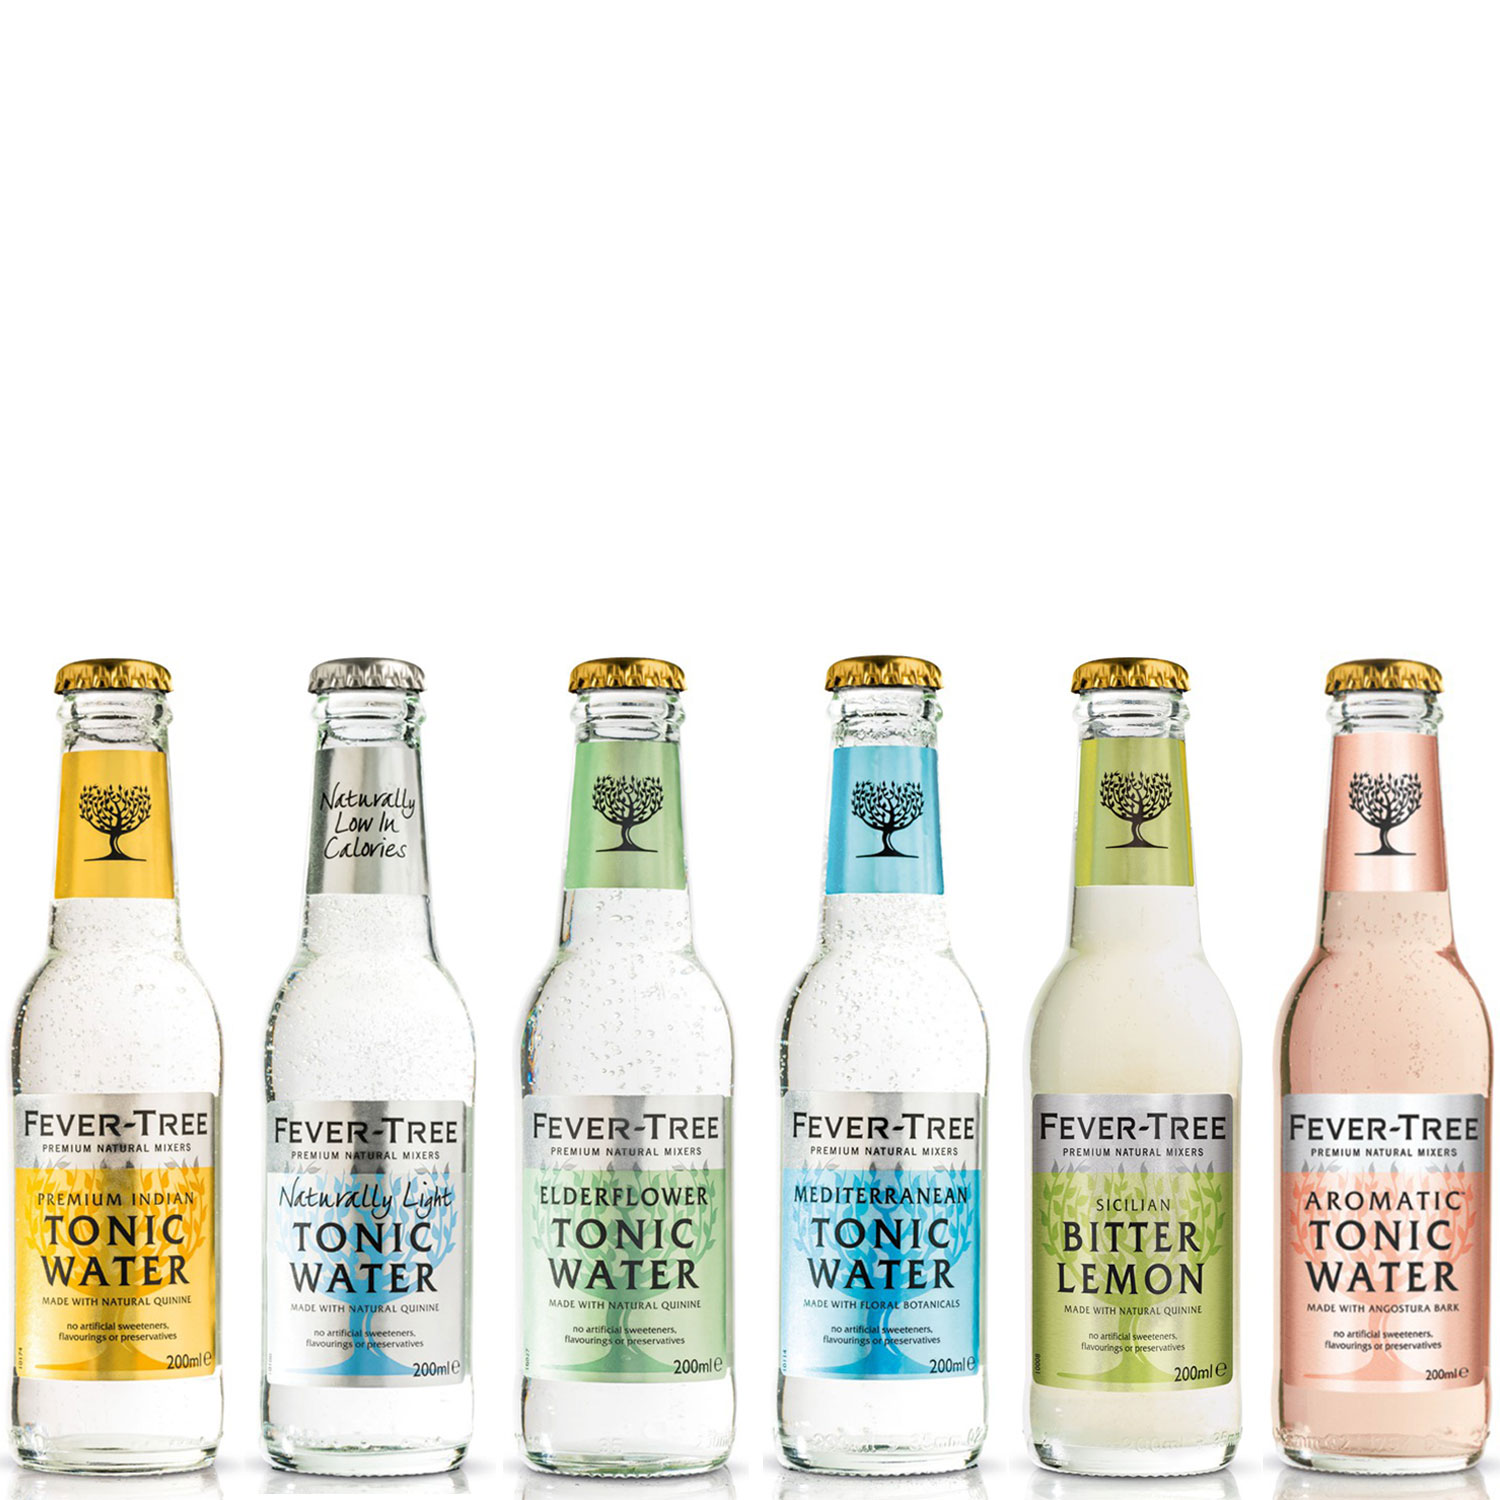 FEVER-TREE
PREMIUM NATURAL MIXERS
PREMIUM INDIAN
TONIC
WATER
MADE WITH NATURAL QUININE
no artificial sweeteners,
flavourings or preservatives
200ml e
Naturally
Low In
Calories
FEVER-TREE
PREMIUM NATURAL MIXERS
Naturally Light
TONIC
WATER
MADE WITH NATURAL QUININE
no artificial sweeteners,
flavourings or preservatives
200ml e
FEVER-TREE
PREMIUM NATURAL MIXERS
ELDERFLOWER
TONIC
WATER
MADE WITH NATURAL QUININE
no artificial sweeteners,
flavourings or preservatives
200ml e
FEVER-TREE
PREMIUM NATURAL MIXERS
MEDITERRANEAN
TONIC
WATER
MADE WITH FLORAL BOTANICALS
no artificial sweeteners,
flavourings or preservatives
200ml e
FEVER-TREE
PREMIUM NATURAL MIXERS
SICILIAN
BITTER
LEMON
MADE WITH NATURAL QUININE
no artificial sweeteners,
flavourings or preservatives
200ml e
FEVER-TREE
PREMIUM NATURAL MIXERS
AROMATIC™
TONIC
WATER
MADE WITH ANGOSTURA BARK
no artificial sweeteners,
flavourings or preservatives
200ml e